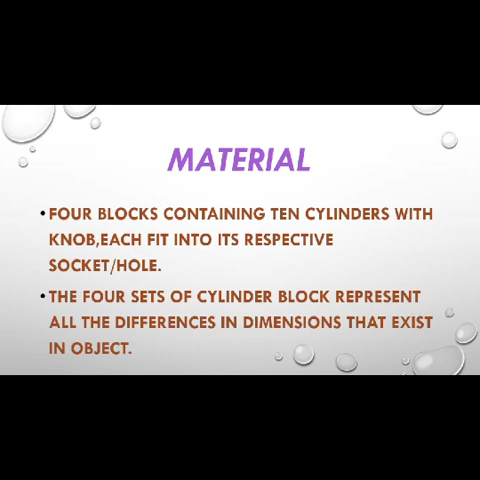 MATERIAL
•FOUR BLOCKS CONTAINING TEN CYLINDERS WITH
KNOB,EACH FIT INTO ITS RESPECTIVE
SOCKET/HOLE.
•THE FOUR SETS OF CYLINDER BLOCK REPRESENT
ALL THE DIFFERENCES IN DIMENSIONS THAT EXIST
IN OBJECT.